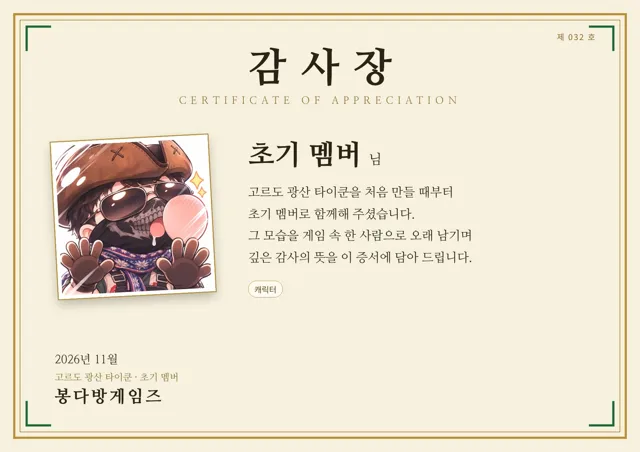 제 032 호
감사장
CERTIFICATE OF APPRECIATION
초기 멤버 님
고르도 광산 타이쿤을 처음 만들 때부터
초기 멤버로 함께해 주셨습니다.
그 모습을 게임 속 한 사람으로 오래 남기며
깊은 감사의 뜻을 이 증서에 담아 드립니다.
캐릭터
2026년 11월
고르도 광산 타이쿤 · 초기 멤버
봉다방게임즈